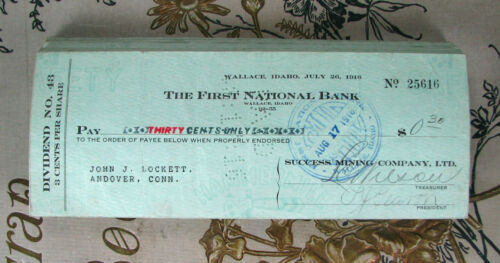 WALLACE, IDAHO, JULY 26, 1916
Nº 25616
THE FIRST NATIONAL BANK
WALLACE, IDAHO
PAY THIRTY CENTS ONLY $ 0.30
TO THE ORDER OF PAYEE BELOW WHEN PROPERLY ENDORSED
DIVIDEND NO. 43
3 CENTS PER SHARE
JOHN J. LOCKETT,
ANDOVER, CONN.
AUG 17
SUCCESS MINING COMPANY, LTD.
TREASURER
PRESIDENT